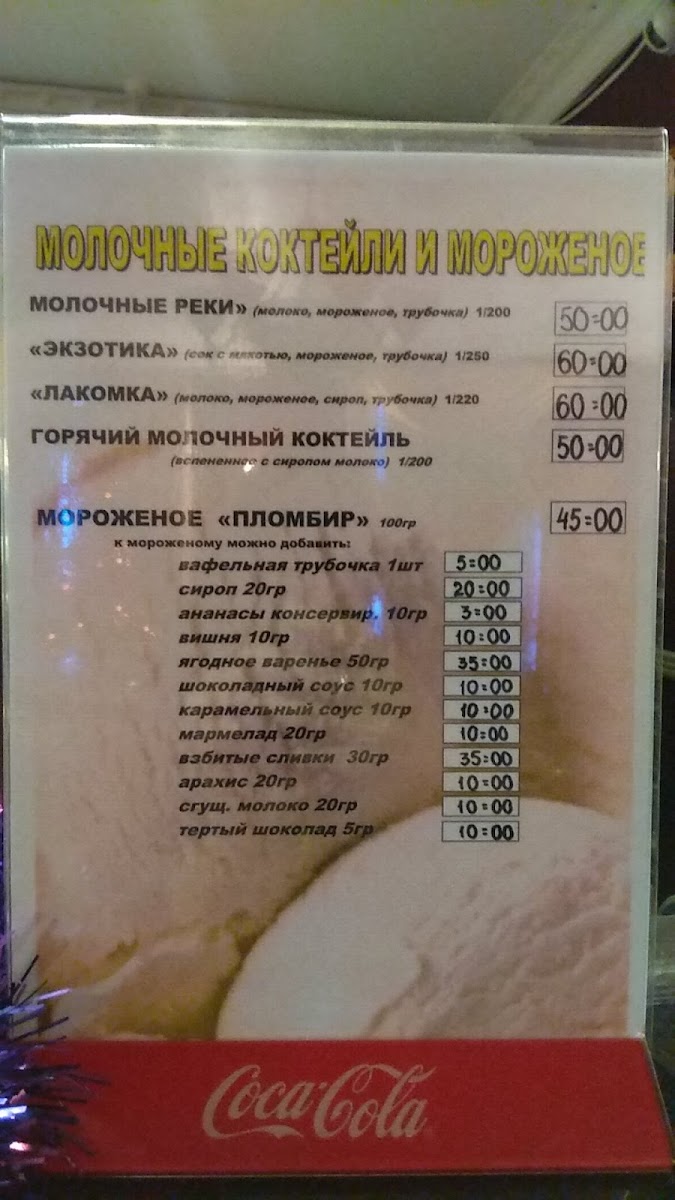 МОЛОЧНЫЕ КОКТЕЙЛИ И МОРОЖЕНОЕ
МОЛОЧНЫЕ РЕКИ» (молоко, мороженое, трубочка) 1/200 50=00
«ЭКЗОТИКА» (сок с мякотью, мороженое, трубочка) 1/250 60=00
«ЛАКОМКА» (молоко, мороженое, сироп, трубочка) 1/220 60=00
ГОРЯЧИЙ МОЛОЧНЫЙ КОКТЕЙЛЬ 50=00
(вспененное с сиропом молоко) 1/200
МОРОЖЕНОЕ «ПЛОМБИР» 100гр 45=00
к мороженому можно добавить:
вафельная трубочка 1шт 5=00
сироп 20гр 20=00
ананасы консервир. 10гр 3=00
вишня 10гр 10=00
ягодное варенье 50гр 35=00
шоколадный соус 10гр 10=00
карамельный соус 10гр 10=00
мармелад 20гр 10=00
взбитые сливки 30гр 35=00
арахис 20гр 10=00
сгущ. молоко 20гр 10=00
тертый шоколад 5гр 10=00
Coca-Cola